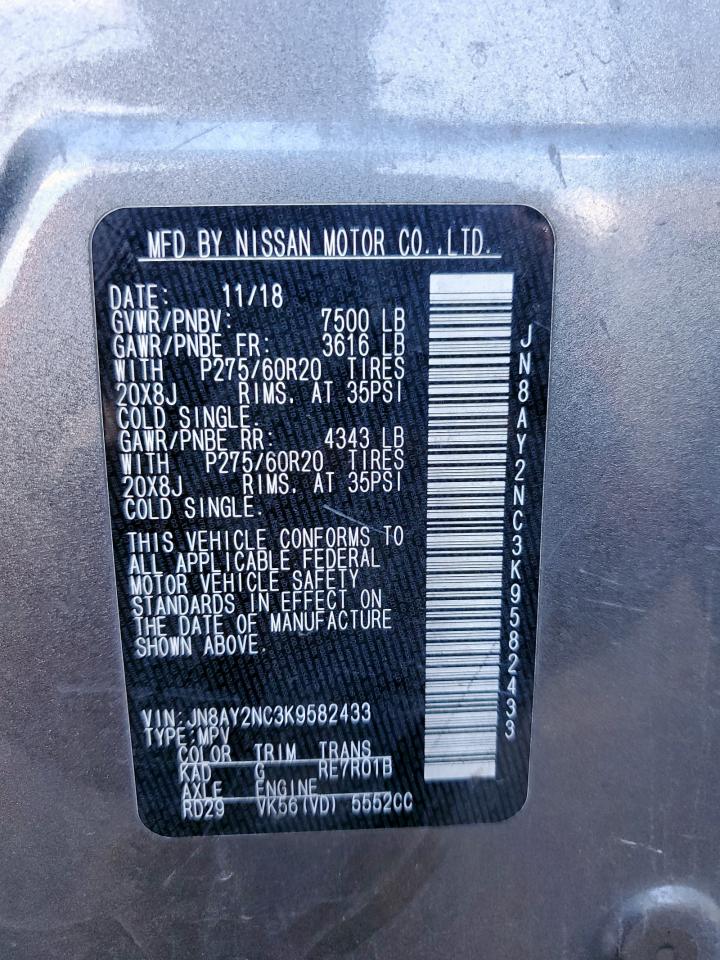 MFD BY NISSAN MOTOR CO.,LTD.
DATE: 11/18
GVWR/PNBV: 7500 LB
GAWR/PNBE FR: 3616 LB
WITH P275/60R20 TIRES
20X8J RIMS, AT 35PSI
COLD SINGLE.
GAWR/PNBE RR: 4343 LB
WITH P275/60R20 TIRES
20X8J RIMS, AT 35PSI
COLD SINGLE.
THIS VEHICLE CONFORMS TO
ALL APPLICABLE FEDERAL
MOTOR VEHICLE SAFETY
STANDARDS IN EFFECT ON
THE DATE OF MANUFACTURE
SHOWN ABOVE.
VIN:JN8AY2NC3K9582433
TYPE:MPV
COLOR TRIM TRANS
KAD G RE7R01B
AXLE ENGINE
RD29 VK56(VD) 5552CC
JN8AY2NC3K9582433